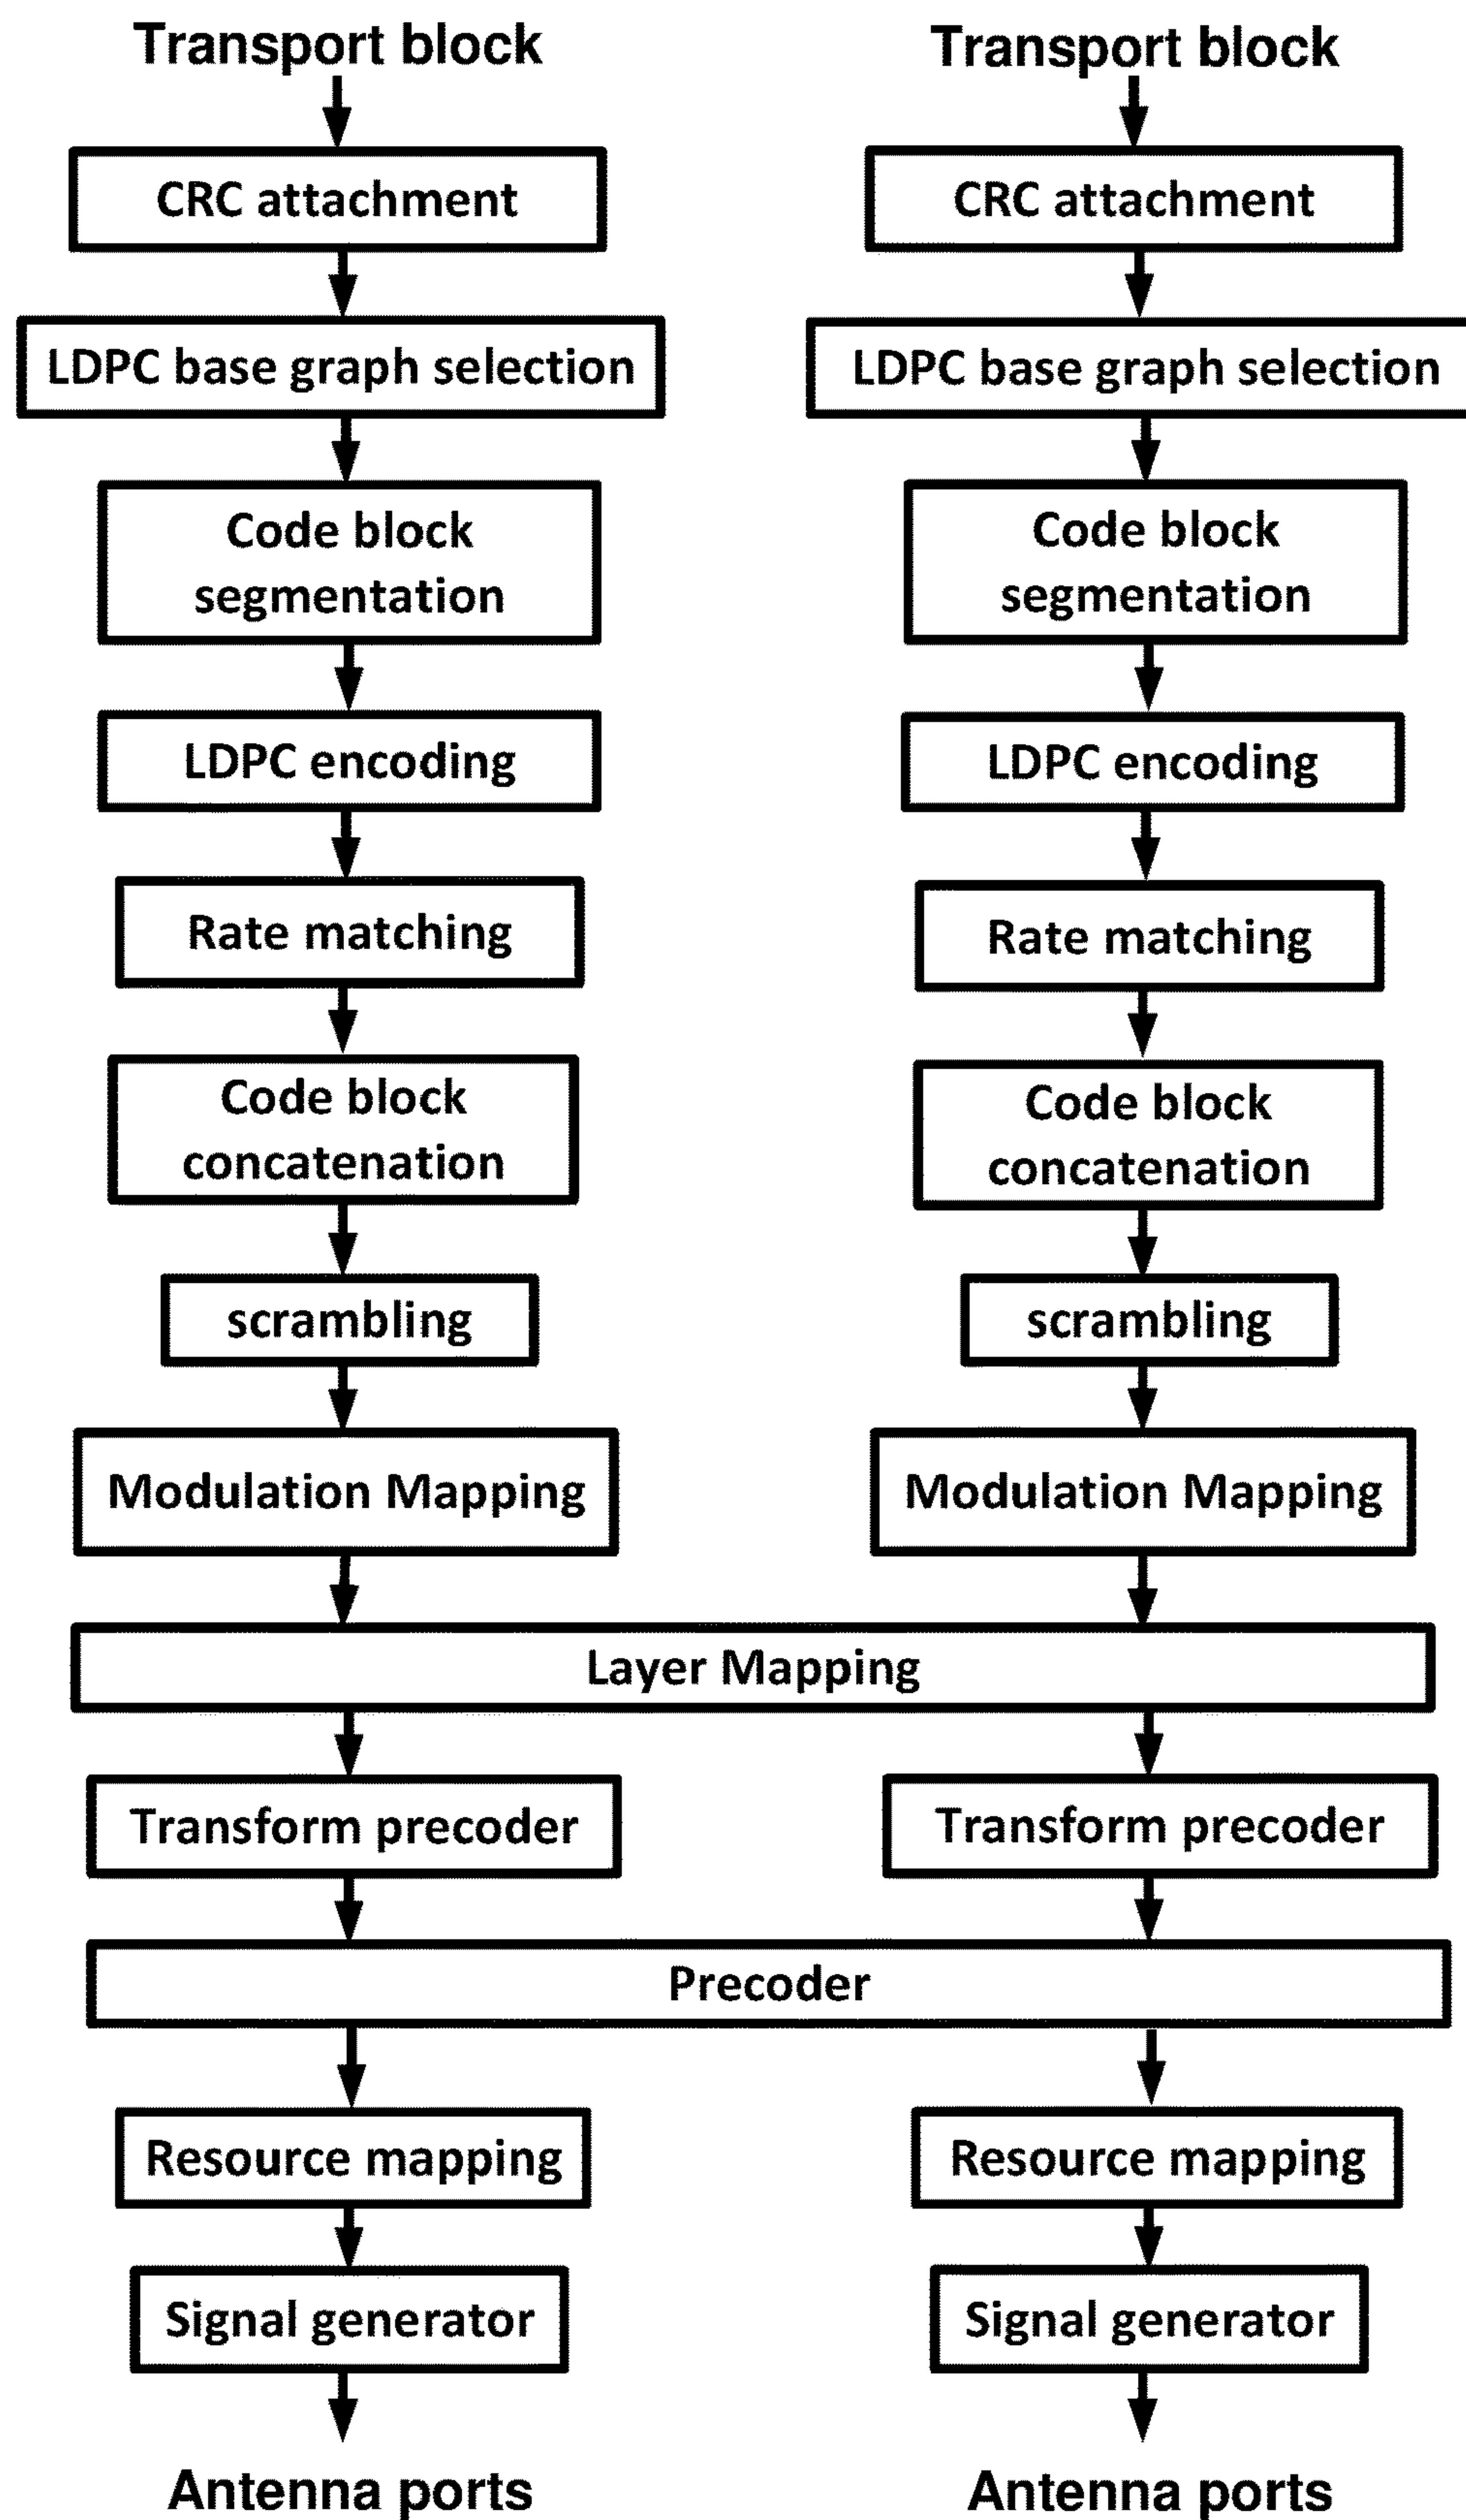 Transport block
Transport block
CRC attachment
CRC attachment
LDPC base graph selection
LDPC base graph selection
Code block
segmentation
Code block
segmentation
LDPC encoding
LDPC encoding
Rate matching
Rate matching
Code block
concatenation
Code block
concatenation
scrambling
scrambling
Modulation Mapping
Modulation Mapping
Layer Mapping
Transform precoder
Transform precoder
Precoder
Resource mapping
Resource mapping
Signal generator
Signal generator
Antenna ports
Antenna ports